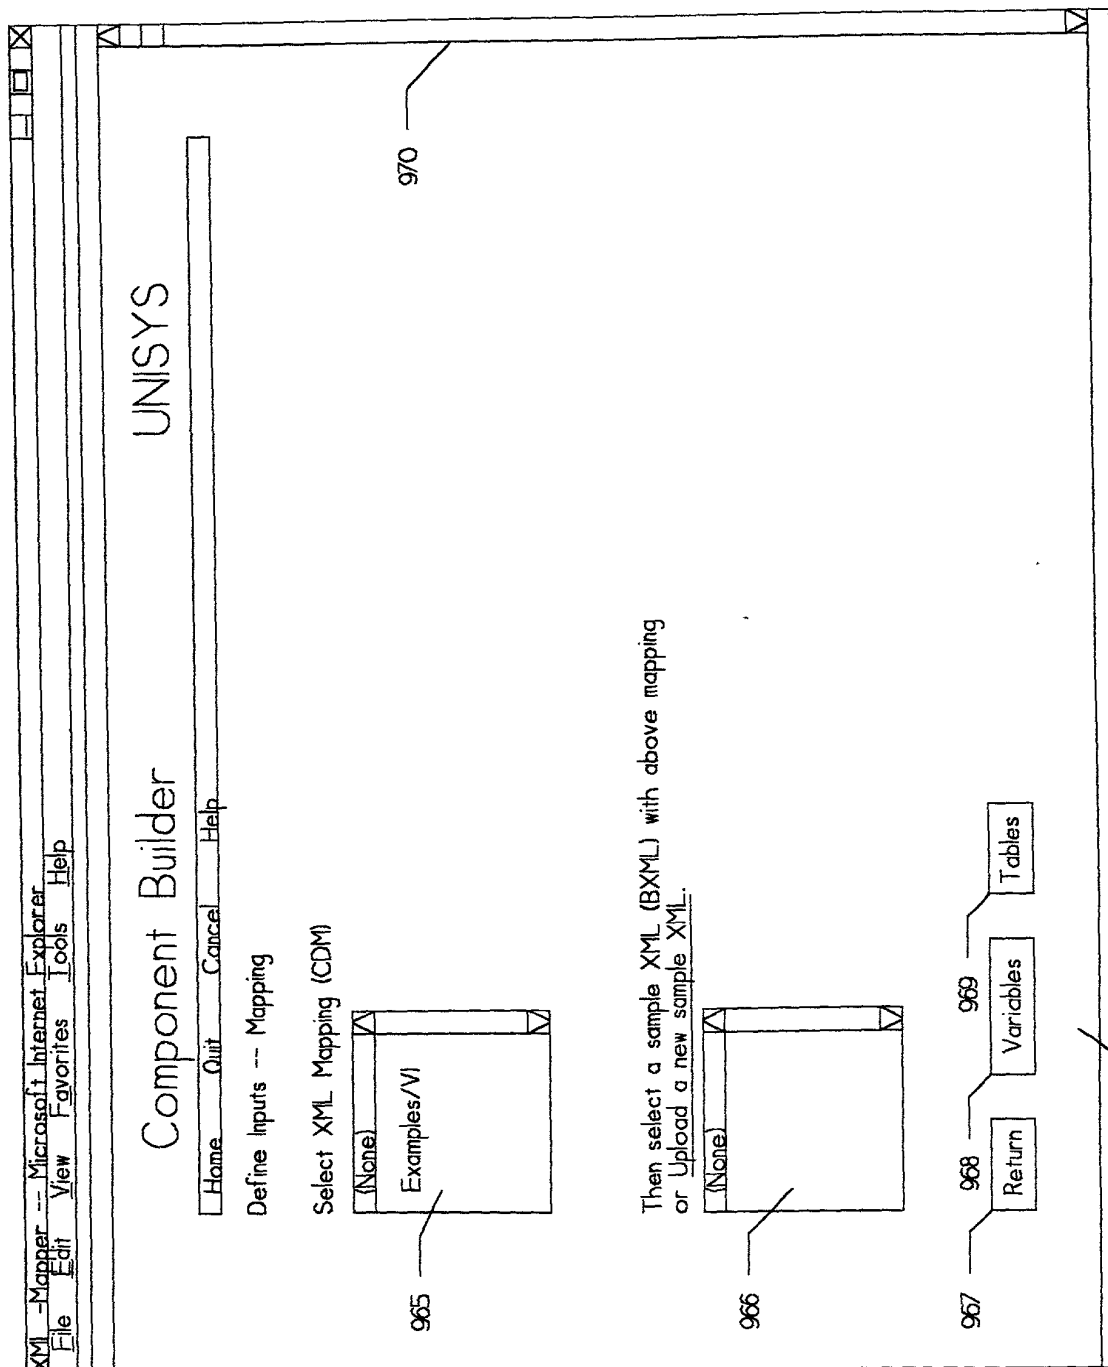 XML -Mapper -- Microsoft Internet Explorer
File Edit View Favorites Tools Help
Component Builder UNISYS
Home Quit Cancel Help
Define Inputs -- Mapping
Select XML Mapping (CDM)
(None)
Examples/VI
965
970
Then select a sample XML (BXML) with above mapping
or Upload a new sample XML.
(None)
966
967 968 969
Return Variables Tables